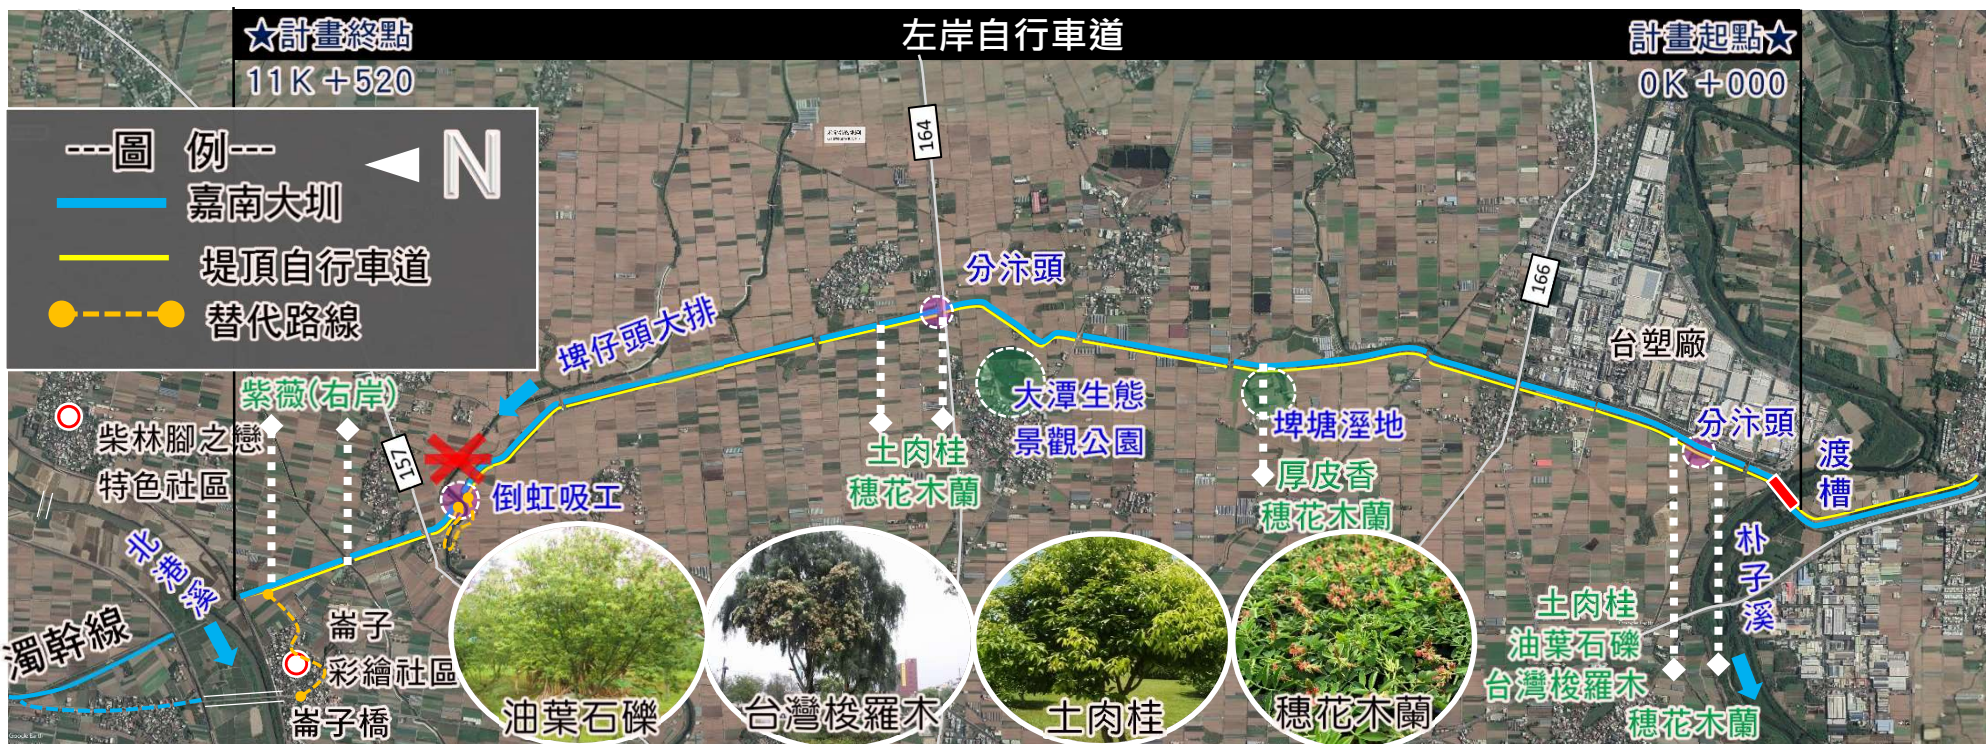 左岸自行車道
★計畫終點
11K+520
計畫起點★
0K+000
---圖 例---
N
嘉南大圳
堤頂自行車道
替代路線
164
166
157
分汴頭
埤仔頭大排
台塑廠
大潭生態
景觀公園
埤塘溼地
分汴頭
渡槽
紫薇(右岸)
柴林腳之戀
特色社區
倒虹吸工
土肉桂
穗花木蘭
厚皮香
穗花木蘭
北港溪
朴子溪
濁幹線
崙子
彩繪社區
崙子橋
土肉桂
油葉石礫
台灣梭羅木
穗花木蘭
油葉石礫
台灣梭羅木
土肉桂
穗花木蘭
Google Earth